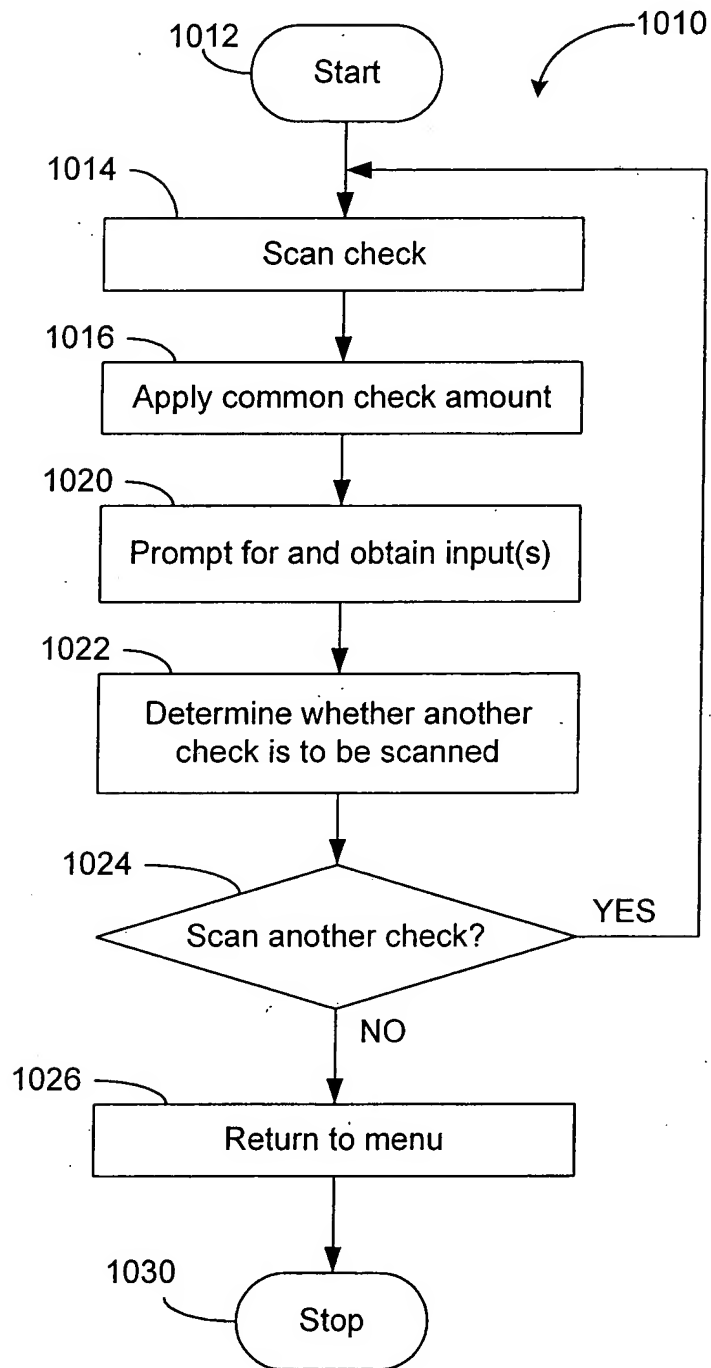 1012
1010
Start
1014
Scan check
1016
Apply common check amount
1020
Prompt for and obtain input(s)
1022
Determine whether another
check is to be scanned
1024
Scan another check?
YES
NO
1026
Return to menu
1030
Stop